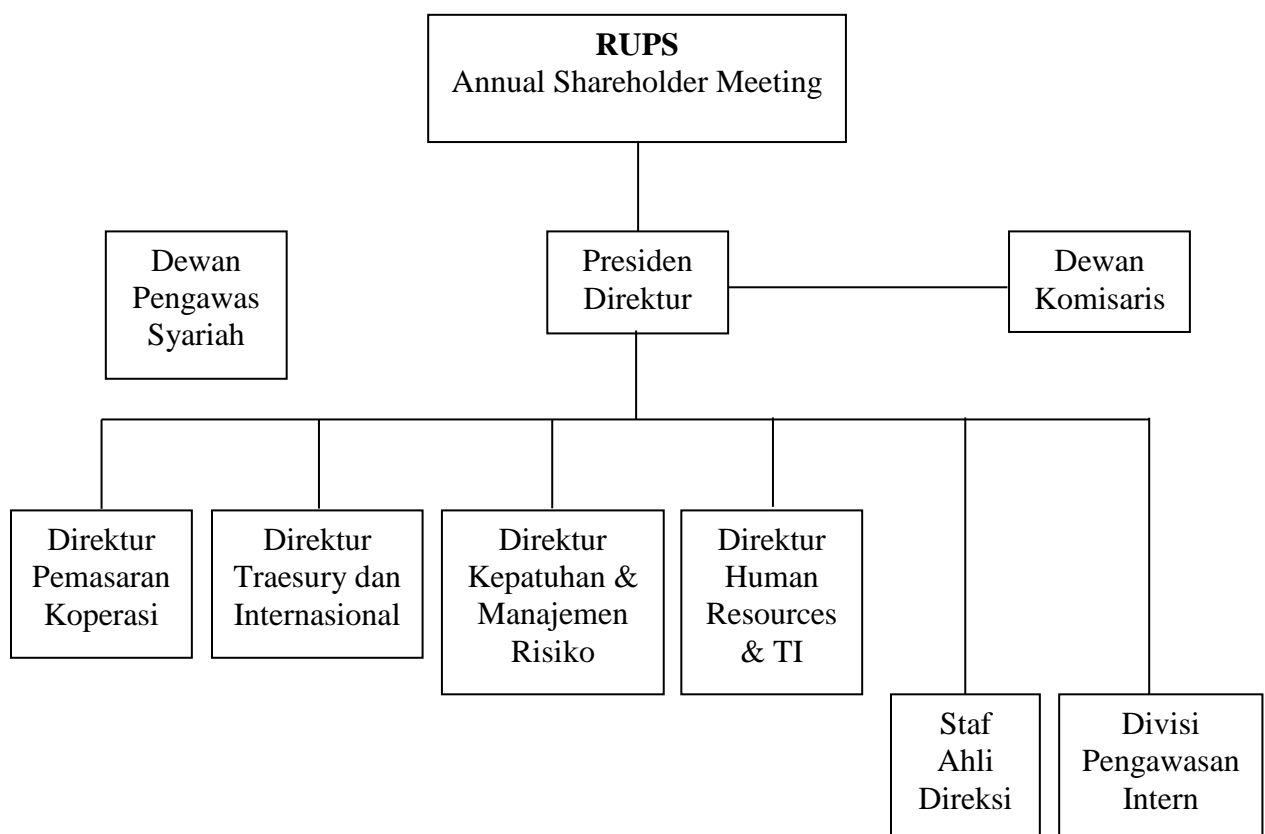 RUPS
Annual Shareholder Meeting
Dewan
Pengawas
Syariah
Presiden
Direktur
Dewan
Komisaris
Direktur
Pemasaran
Koperasi
Direktur
Traesury dan
Internasional
Direktur
Kepatuhan &
Manajemen
Risiko
Direktur
Human
Resources
& TI
Staf
Ahli
Direksi
Divisi
Pengawasan
Intern